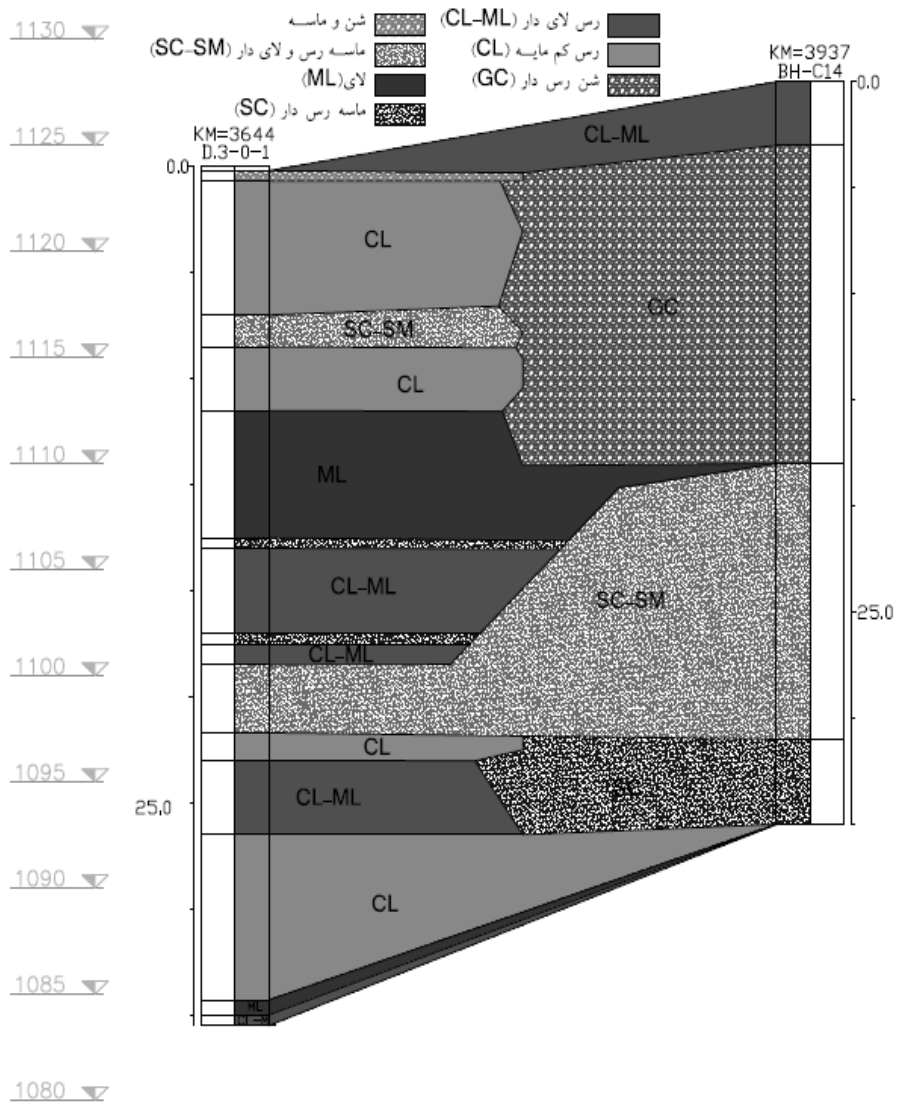 1130
شن و ماسه
رس لای دار (CL-ML)
ماسه رس و لای دار (SC-SM)
رس کم مایه (CL)
لای(ML)
شن رس دار (GC)
ماسه رس دار (SC)
KM=3937
BH-C14
0.0
1125
KM=3644
D.3-0-1
0.0
CL-ML
1120
CL
GC
1115
SC-SM
CL
1110
ML
1105
CL-ML
SC-SM
25.0
1100
CL-ML
1095
CL
CL-ML
25.0
1090
CL
1085
ML
1080